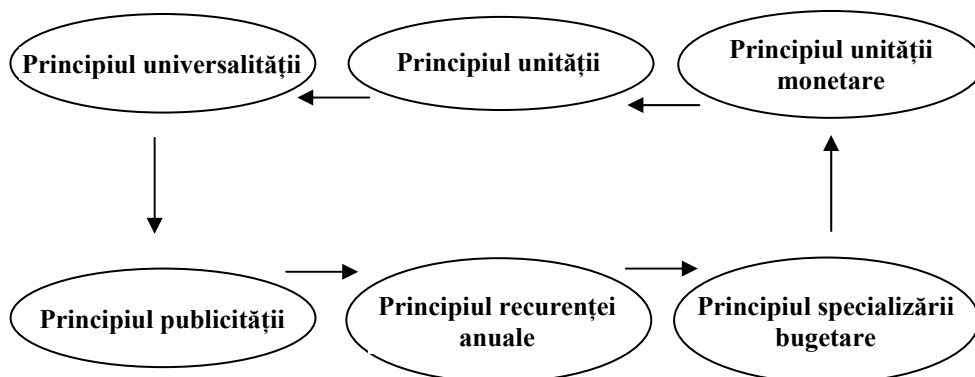 Principiul universalității
Principiul unității
Principiul unității
monetare
Principiul publicității
Principiul recurenței
anuale
Principiul specializării
bugetare